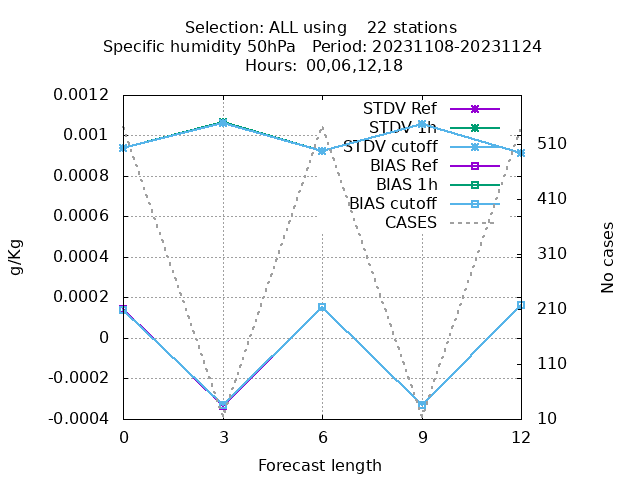 Selection: ALL using    22 stations
Specific humidity 50hPa   Period: 20231108-20231124
Hours:  00,06,12,18
STDV Ref
STDV 1h
STDV cutoff
BIAS Ref
BIAS 1h
BIAS cutoff
CASES
0.0012
0.001
0.0008
0.0006
0.0004
0.0002
0
-0.0002
-0.0004
g/Kg
510
410
310
210
110
10
No cases
0 3 6 9 12
Forecast length